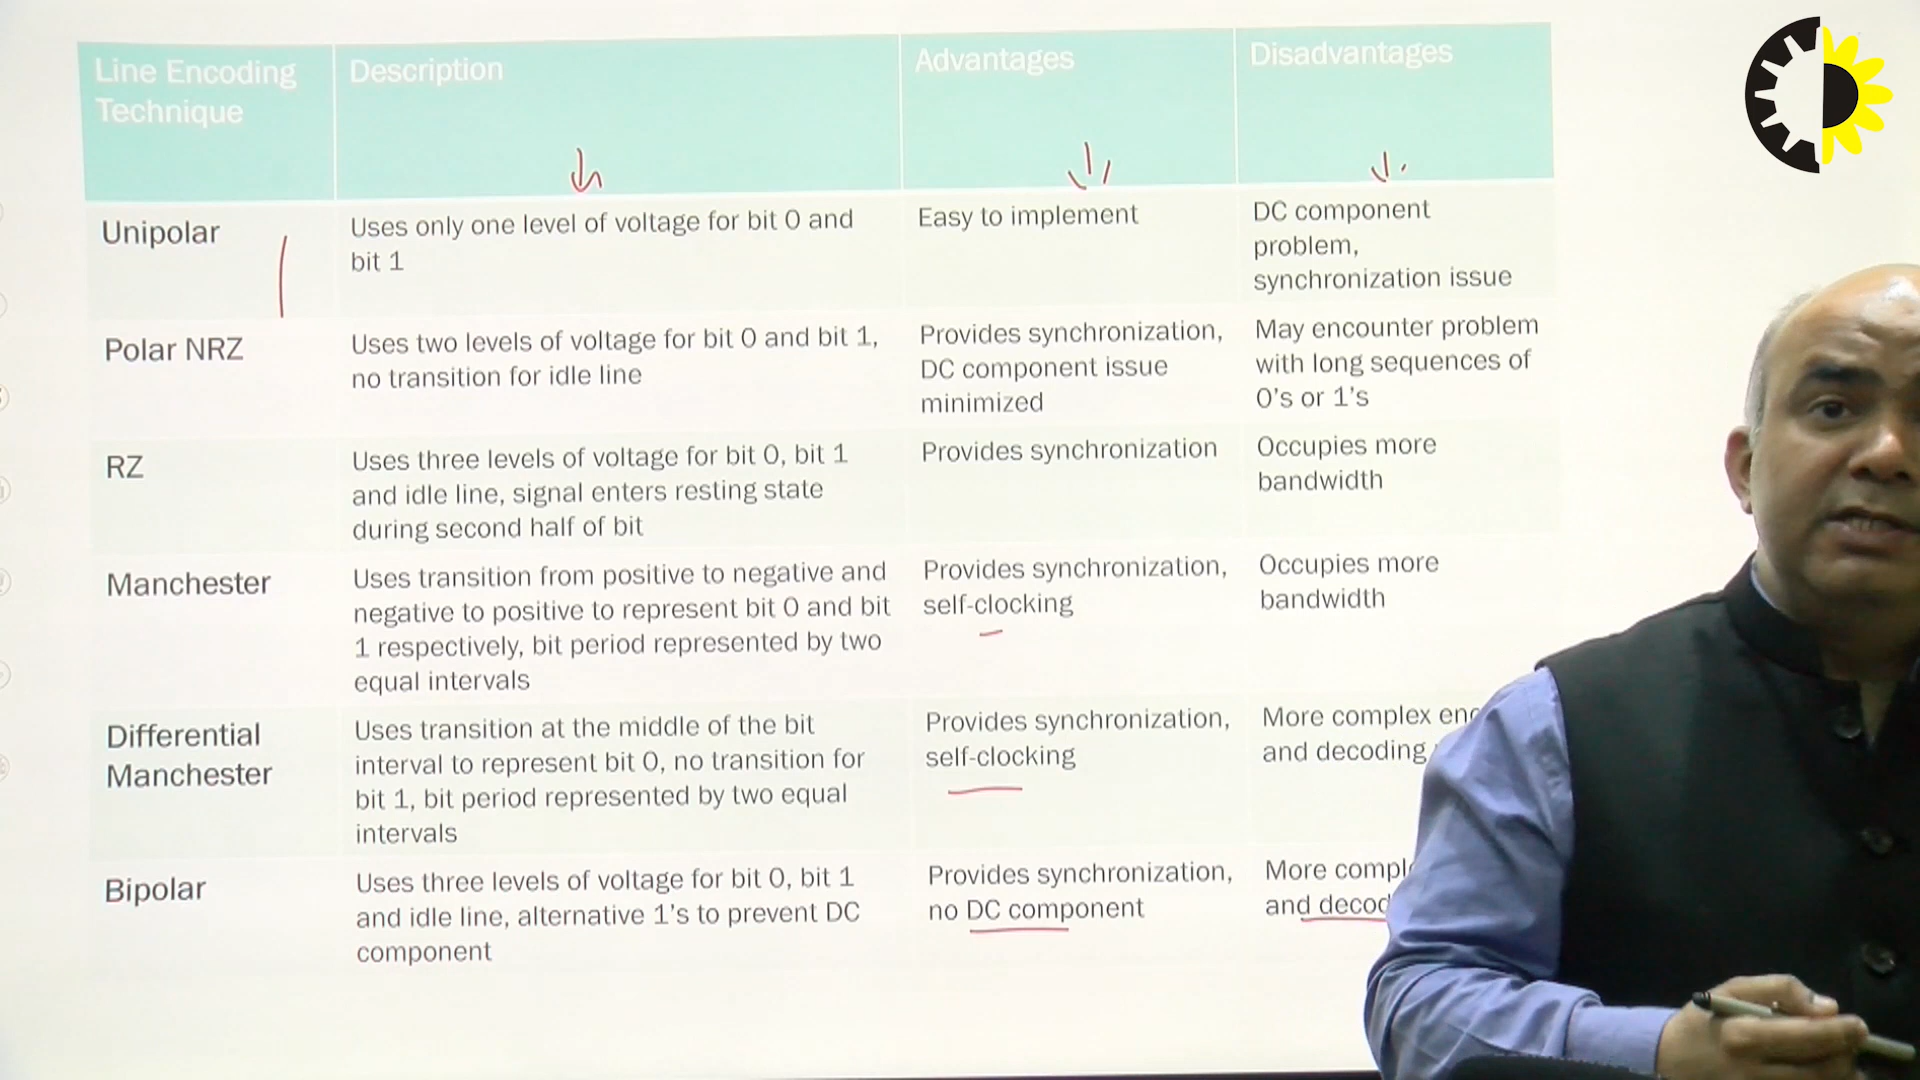 Line Encoding
Technique
Description
Advantages
Disadvantages
Unipolar
Uses only one level of voltage for bit 0 and
bit 1
Easy to implement
DC component
problem,
synchronization issue
Polar NRZ
Uses two levels of voltage for bit 0 and bit 1,
no transition for idle line
Provides synchronization,
DC component issue
minimized
May encounter problem
with long sequences of
0's or 1's
RZ
Uses three levels of voltage for bit 0, bit 1
and idle line, signal enters resting state
during second half of bit
Provides synchronization
Occupies more
bandwidth
Manchester
Uses transition from positive to negative and
negative to positive to represent bit 0 and bit
1 respectively, bit period represented by two
equal intervals
Provides synchronization,
self-clocking
Occupies more
bandwidth
Differential
Manchester
Uses transition at the middle of the bit
interval to represent bit 0, no transition for
bit 1, bit period represented by two equal
intervals
Provides synchronization,
self-clocking
More complex
and decoding
Bipolar
Uses three levels of voltage for bit 0, bit 1
and idle line, alternative 1's to prevent DC
component
Provides synchronization,
no DC component
More
and